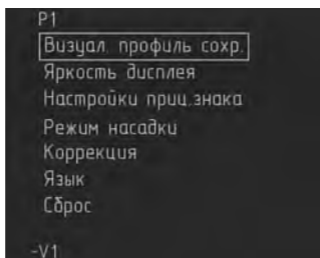 P1
Визуал. профиль сохр.
Яркость дисплея
Настройки приц.знака
Режим насадки
Коррекция
Язык
Сброс
-V1